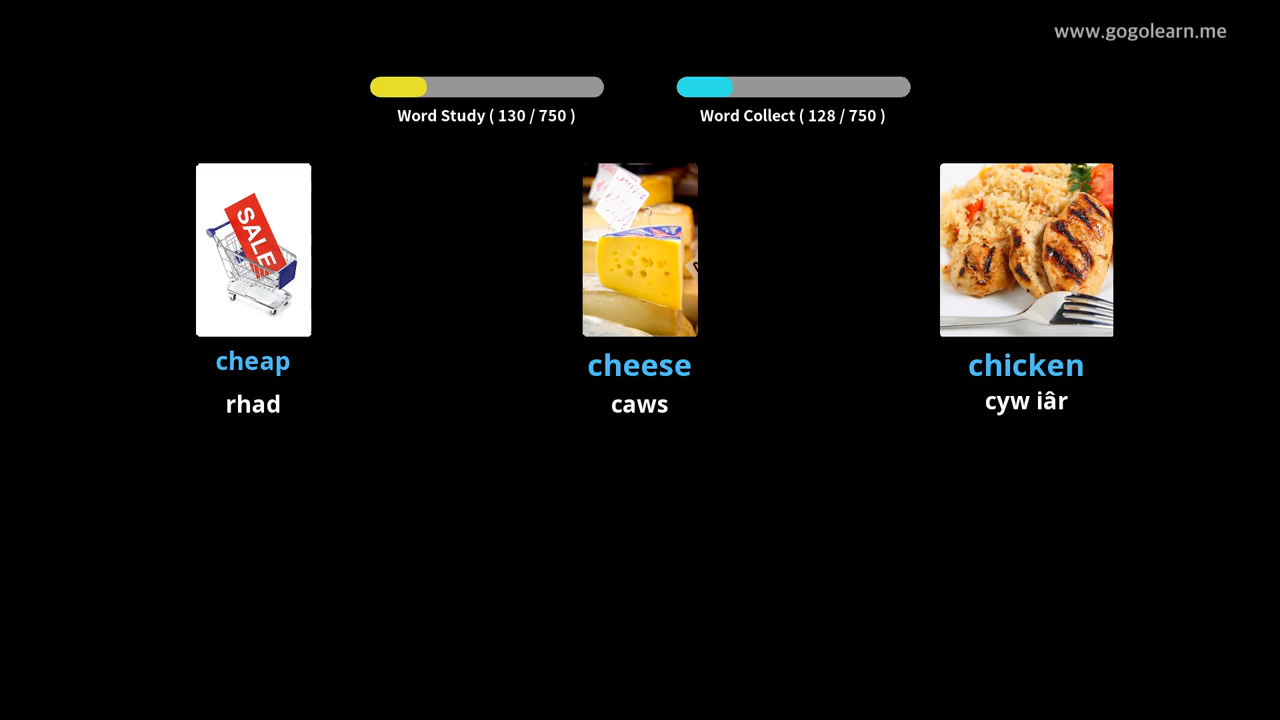 www.gogolearn.me
Word Study ( 130 / 750 )
Word Collect ( 128 / 750 )
SALE
cheap
cheese
chicken
rhad
caws
cyw iâr